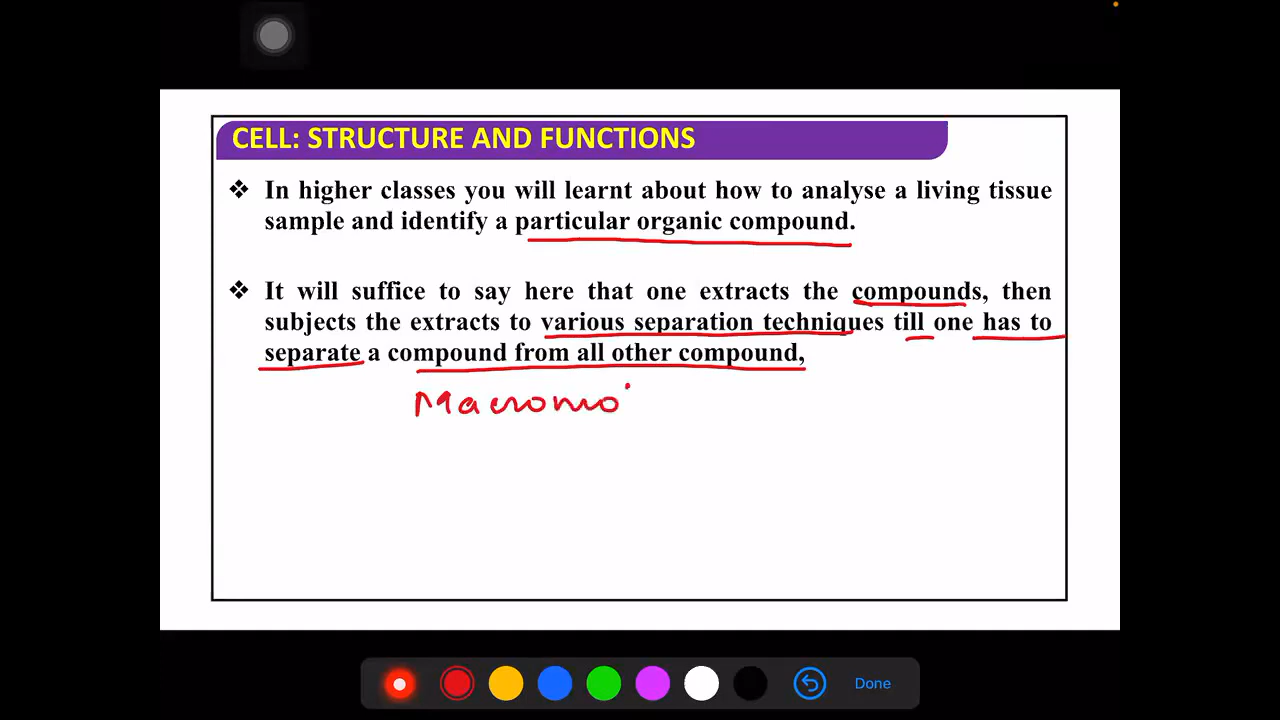 CELL: STRUCTURE AND FUNCTIONS
❖ In higher classes you will learnt about how to analyse a living tissue
sample and identify a particular organic compound.
❖ It will suffice to say here that one extracts the compounds, then
subjects the extracts to various separation techniques till one has to
separate a compound from all other compound,
Macromo
Done